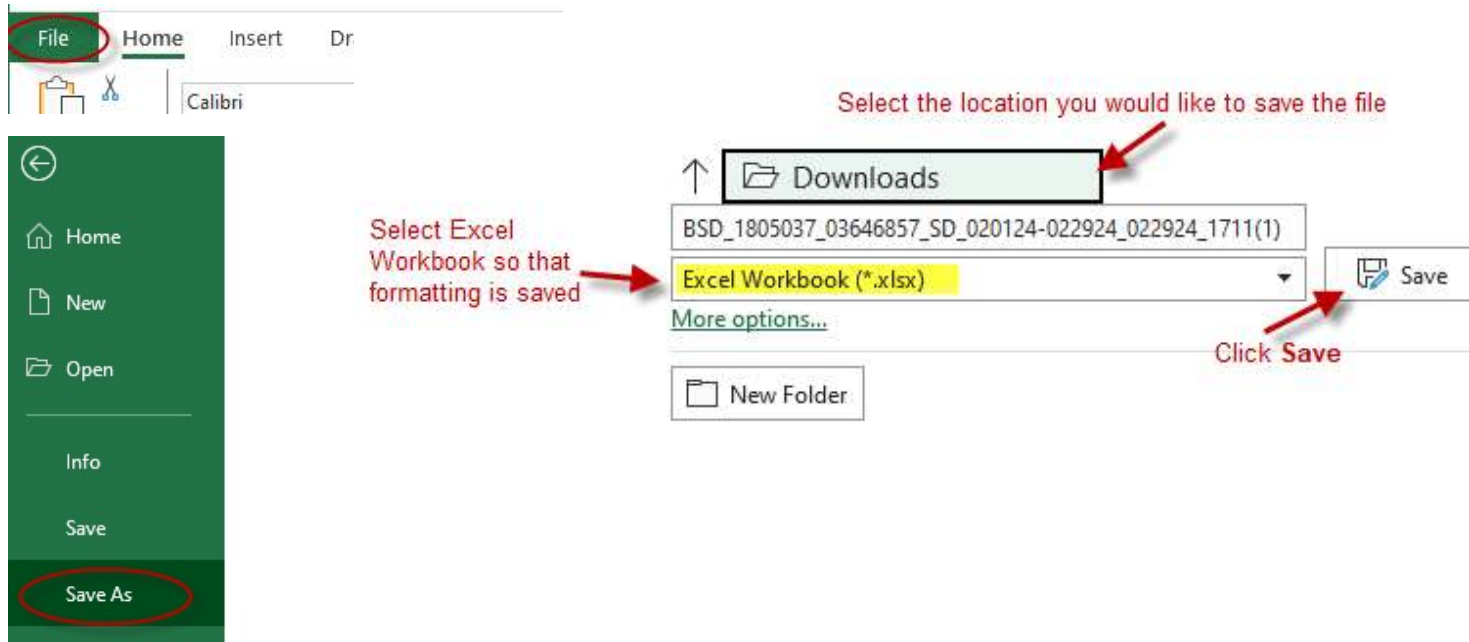 File Home Insert Dr
Calibri
Home
New
Open
Info
Save
Save As
Select the location you would like to save the file
Downloads
BSD_1805037_03646857_SD_020124-022924_022924_1711(1)
Select Excel
Workbook so that
formatting is saved
Excel Workbook (*.xlsx)
Save
More options...
Click Save
New Folder